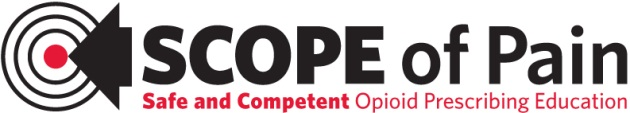 SCOPE of Pain
Safe and Competent Opioid Prescribing Education